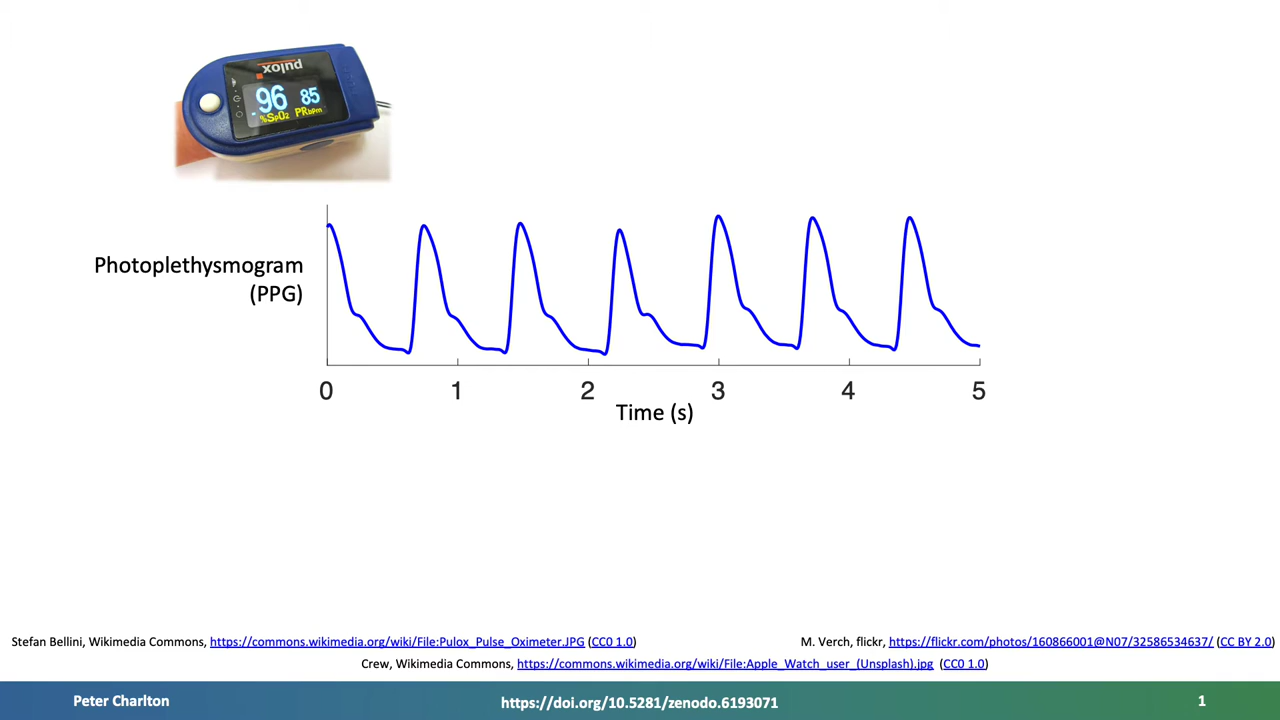 pulox
96 85
%SpO2 PRbpm
Photoplethysmogram
(PPG)
0 1 2 3 4 5
Time (s)
Stefan Bellini, Wikimedia Commons, https://commons.wikimedia.org/wiki/File:Pulox_Pulse_Oximeter.JPG (CC0 1.0)
M. Verch, flickr, https://flickr.com/photos/160866001@N07/32586534637/ (CC BY 2.0)
Crew, Wikimedia Commons, https://commons.wikimedia.org/wiki/File:Apple_Watch_user_(Unsplash).jpg (CC0 1.0)
Peter Charlton
https://doi.org/10.5281/zenodo.6193071
1